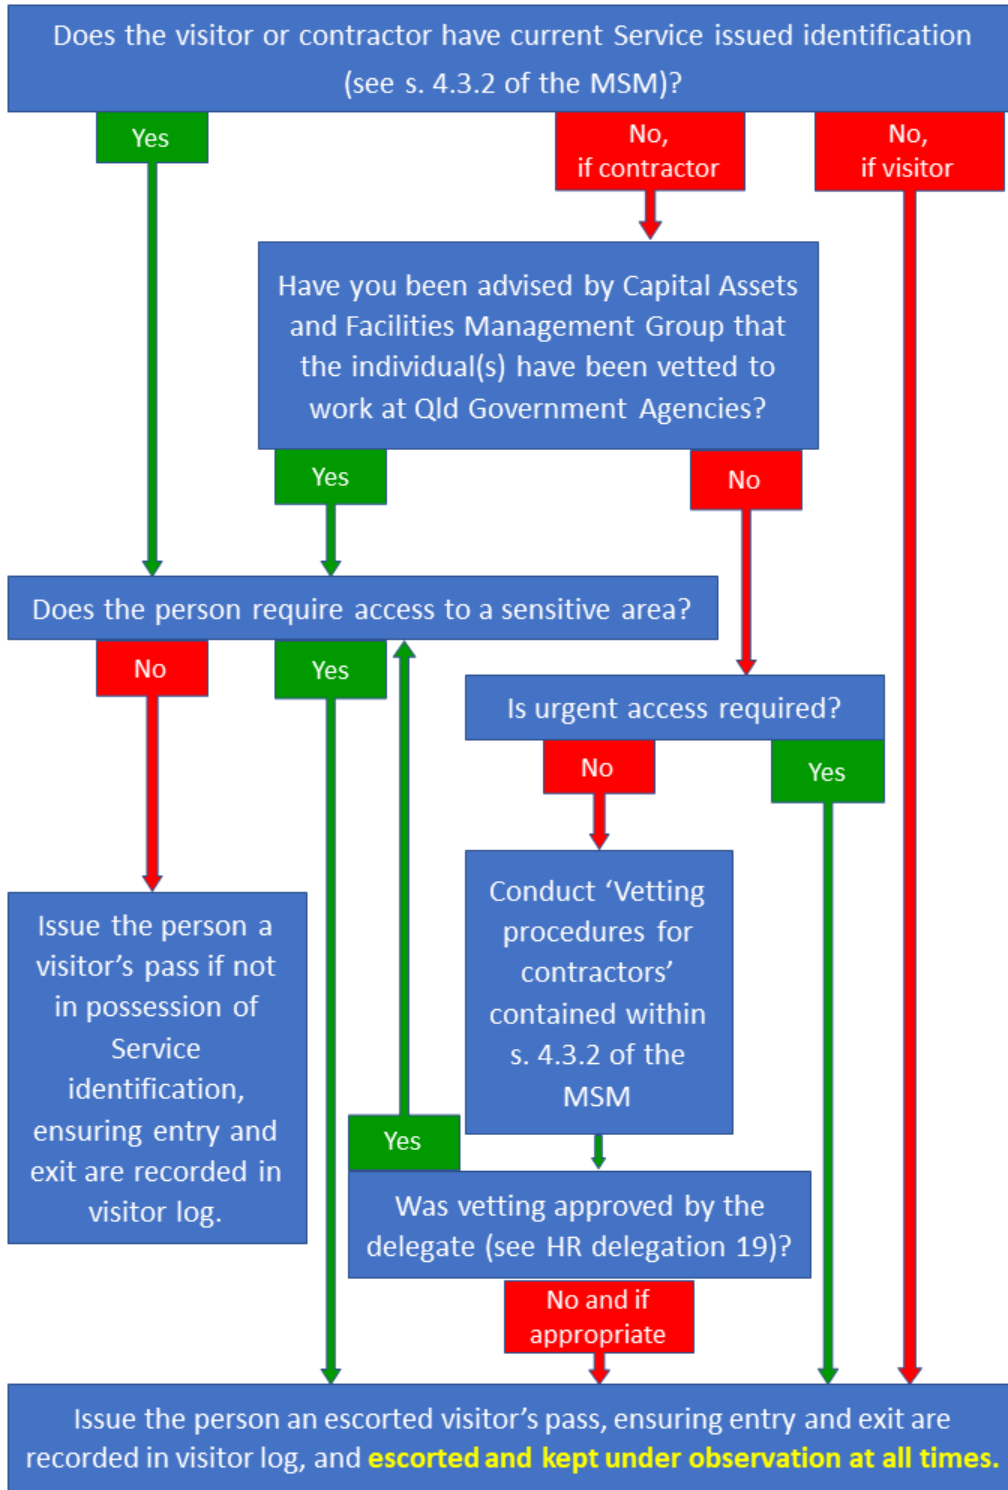 Does the visitor or contractor have current Service issued identification
(see s. 4.3.2 of the MSM)?
Yes
No,
if contractor
No,
if visitor
Have you been advised by Capital Assets
and Facilities Management Group that
the individual(s) have been vetted to
work at Qld Government Agencies?
Yes
No
Does the person require access to a sensitive area?
No
Yes
Is urgent access required?
No
Yes
Issue the person a
visitor’s pass if not
in possession of
Service
identification,
ensuring entry and
exit are recorded in
visitor log.
Conduct ‘Vetting
procedures for
contractors’
contained within
s. 4.3.2 of the
MSM
Yes
Was vetting approved by the
delegate (see HR delegation 19)?
No and if
appropriate
Issue the person an escorted visitor’s pass, ensuring entry and exit are
recorded in visitor log, and escorted and kept under observation at all times.